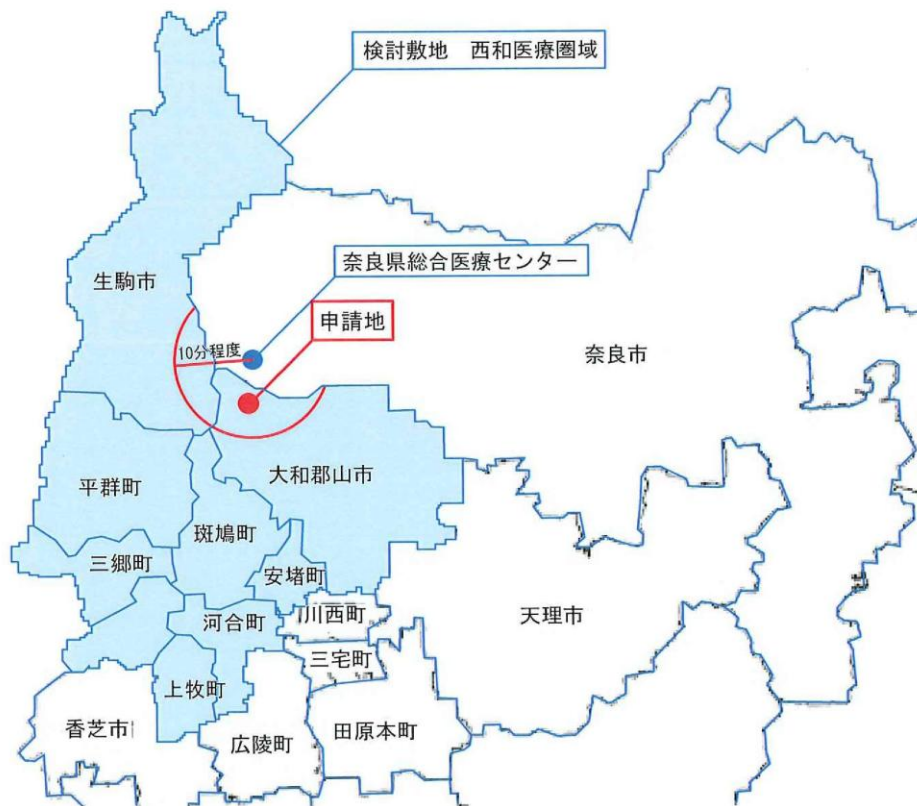 検討敷地　西和医療圏域
奈良県総合医療センター
生駒市
申請地
10分程度
奈良市
平群町
大和郡山市
斑鳩町
三郷町
安堵町
河合町
川西町
天理市
三宅町
上牧町
香芝市
広陵町
田原本町